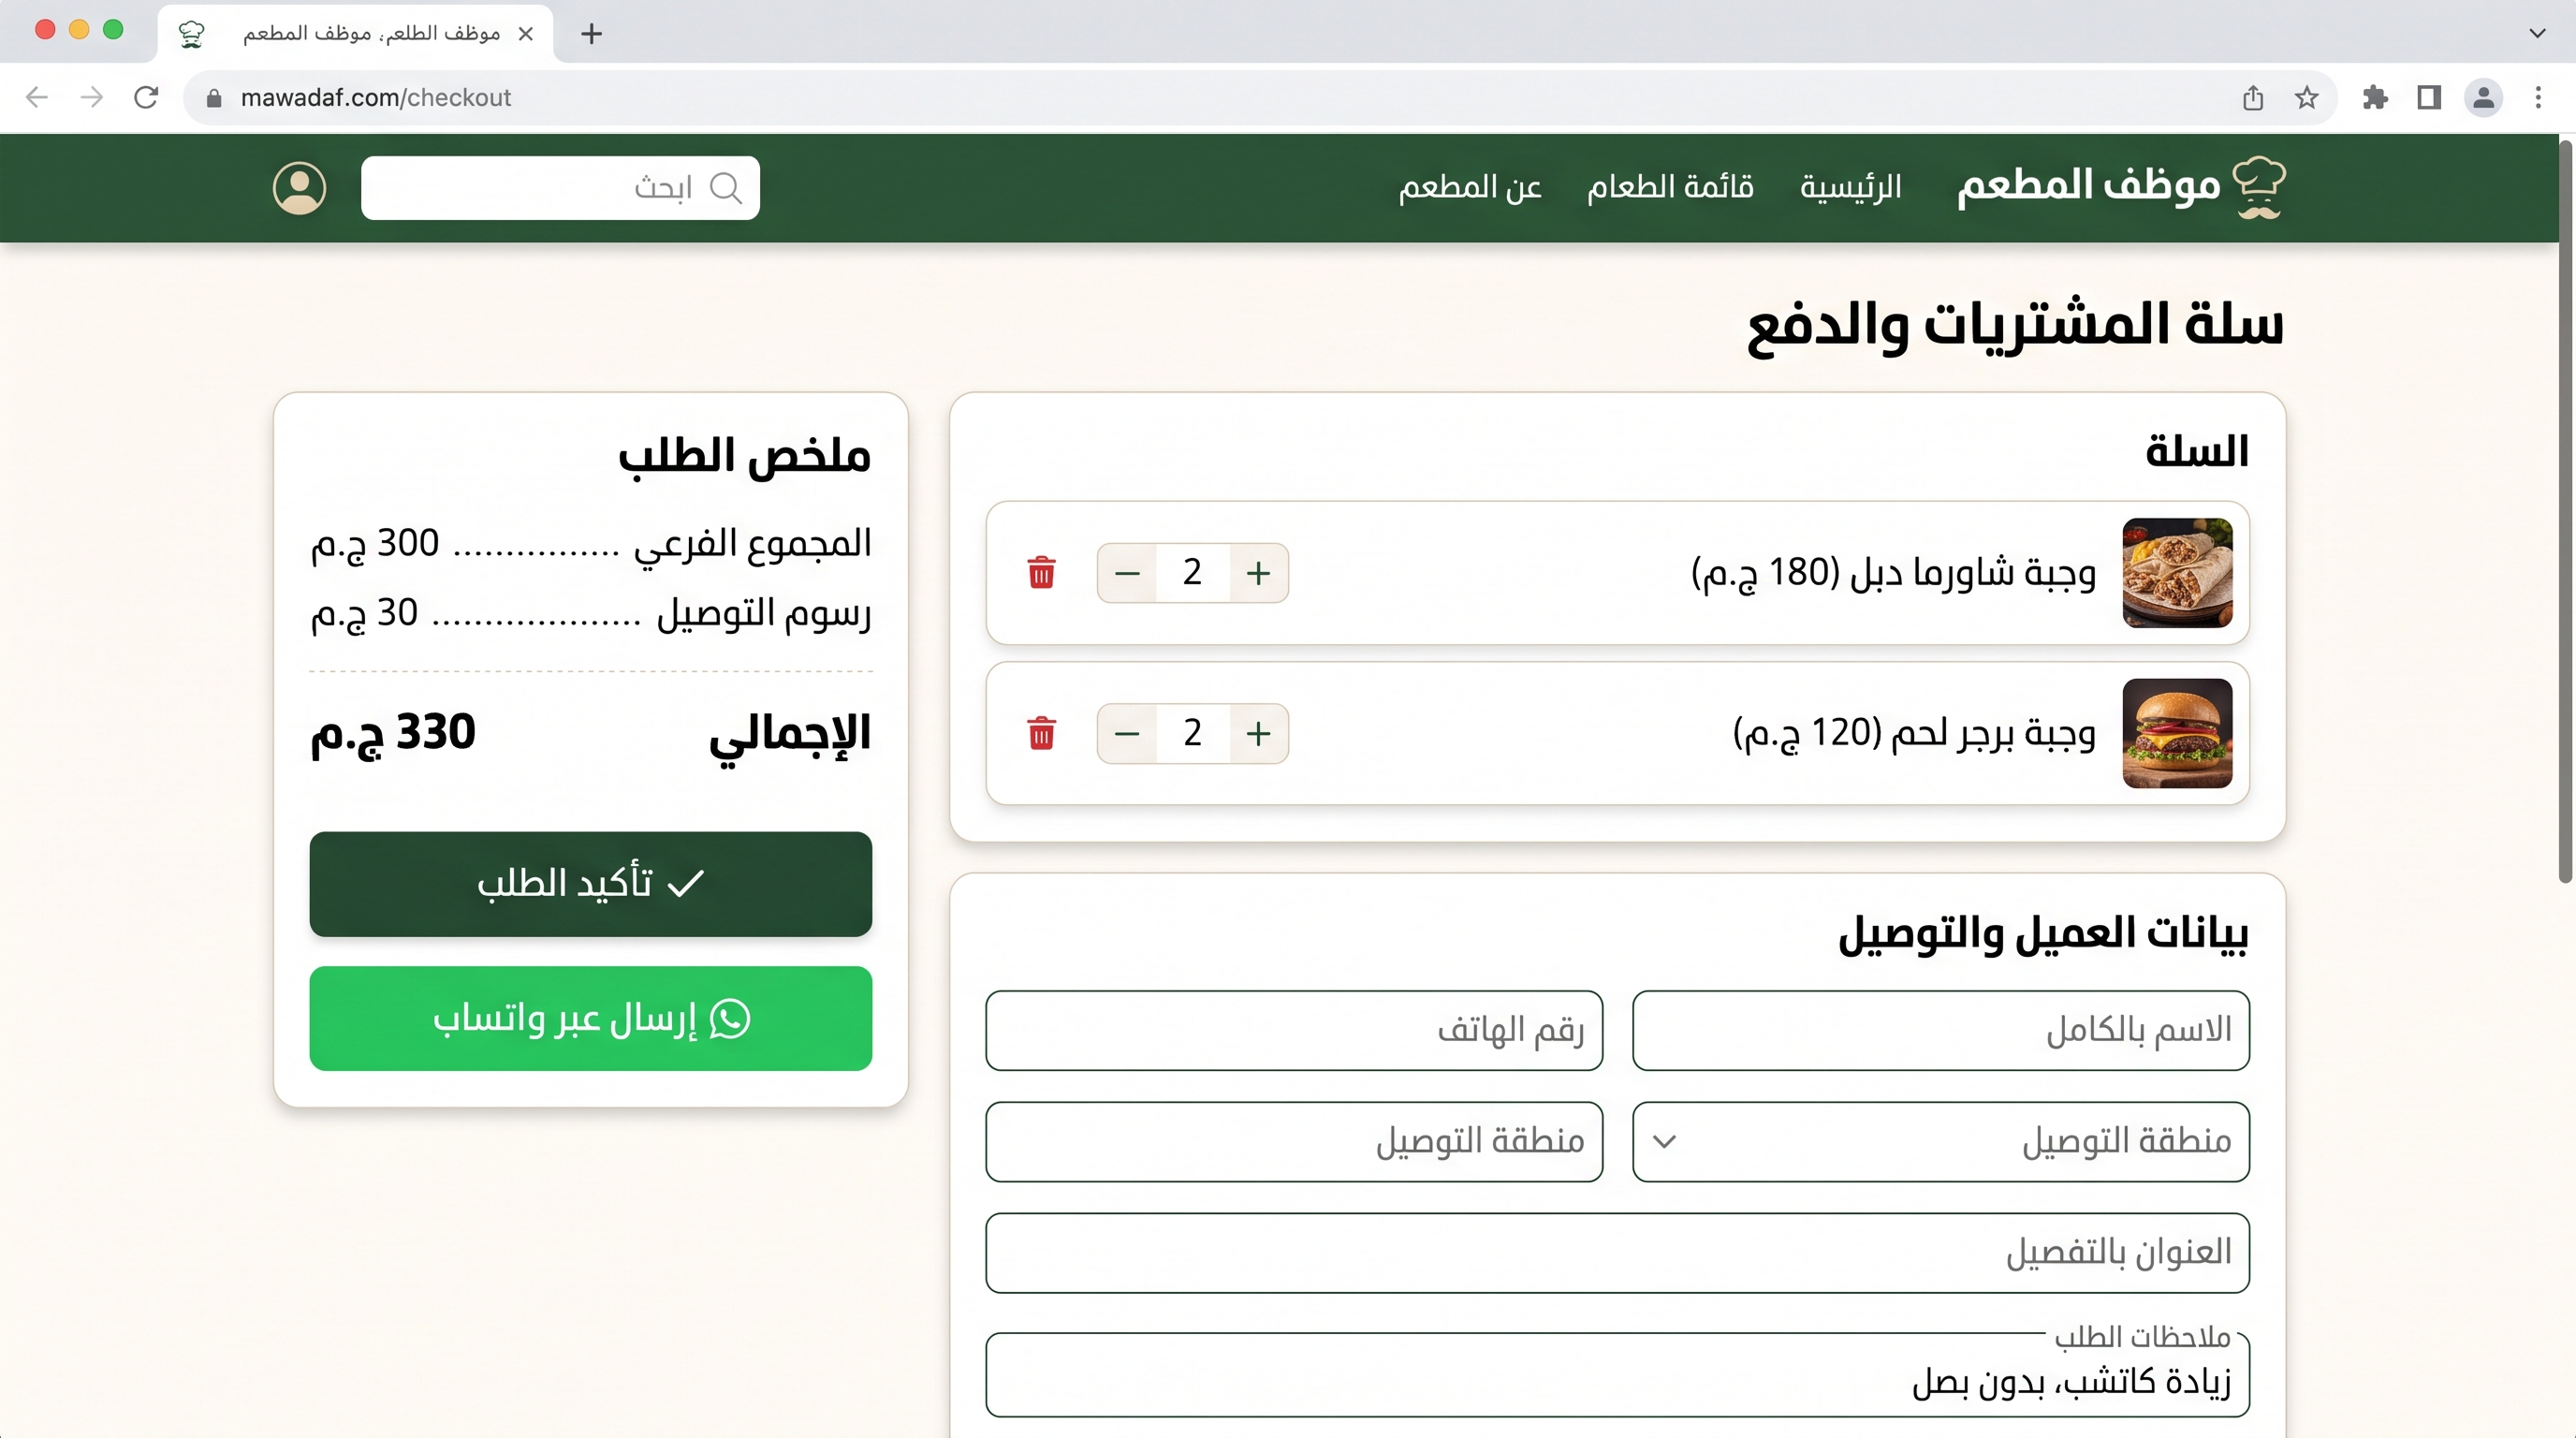 موظف الطلعم، موظف المطعم
mawadaf.com/checkout
موظف المطعم
الرئيسية
قائمة الطعام
عن المطعم
ابحث
سلة المشتريات والدفع
السلة
وجبة شاورما دبل (180 ج.م)
2
وجبة برجر لحم (120 ج.م)
2
ملخص الطلب
المجموع الفرعي ................ 300 ج.م
رسوم التوصيل .................... 30 ج.م
الإجمالي 330 ج.م
تأكيد الطلب
إرسال عبر واتساب
بيانات العميل والتوصيل
الاسم بالكامل
رقم الهاتف
منطقة التوصيل
منطقة التوصيل
العنوان بالتفصيل
ملاحظات الطلب
زيادة كاتشب، بدون بصل